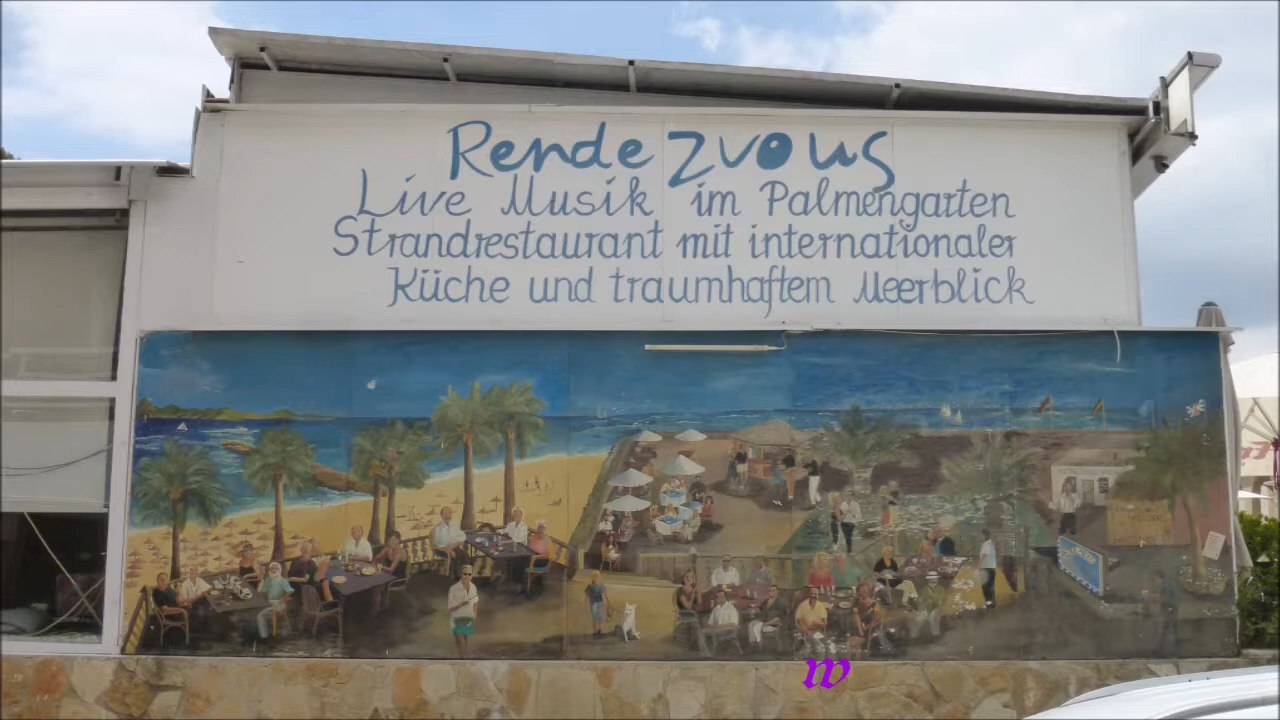 Rendezvous
Live Musik im Palmengarten
Strandrestaurant mit internationaler
Küche und traumhaftem Meerblick
w